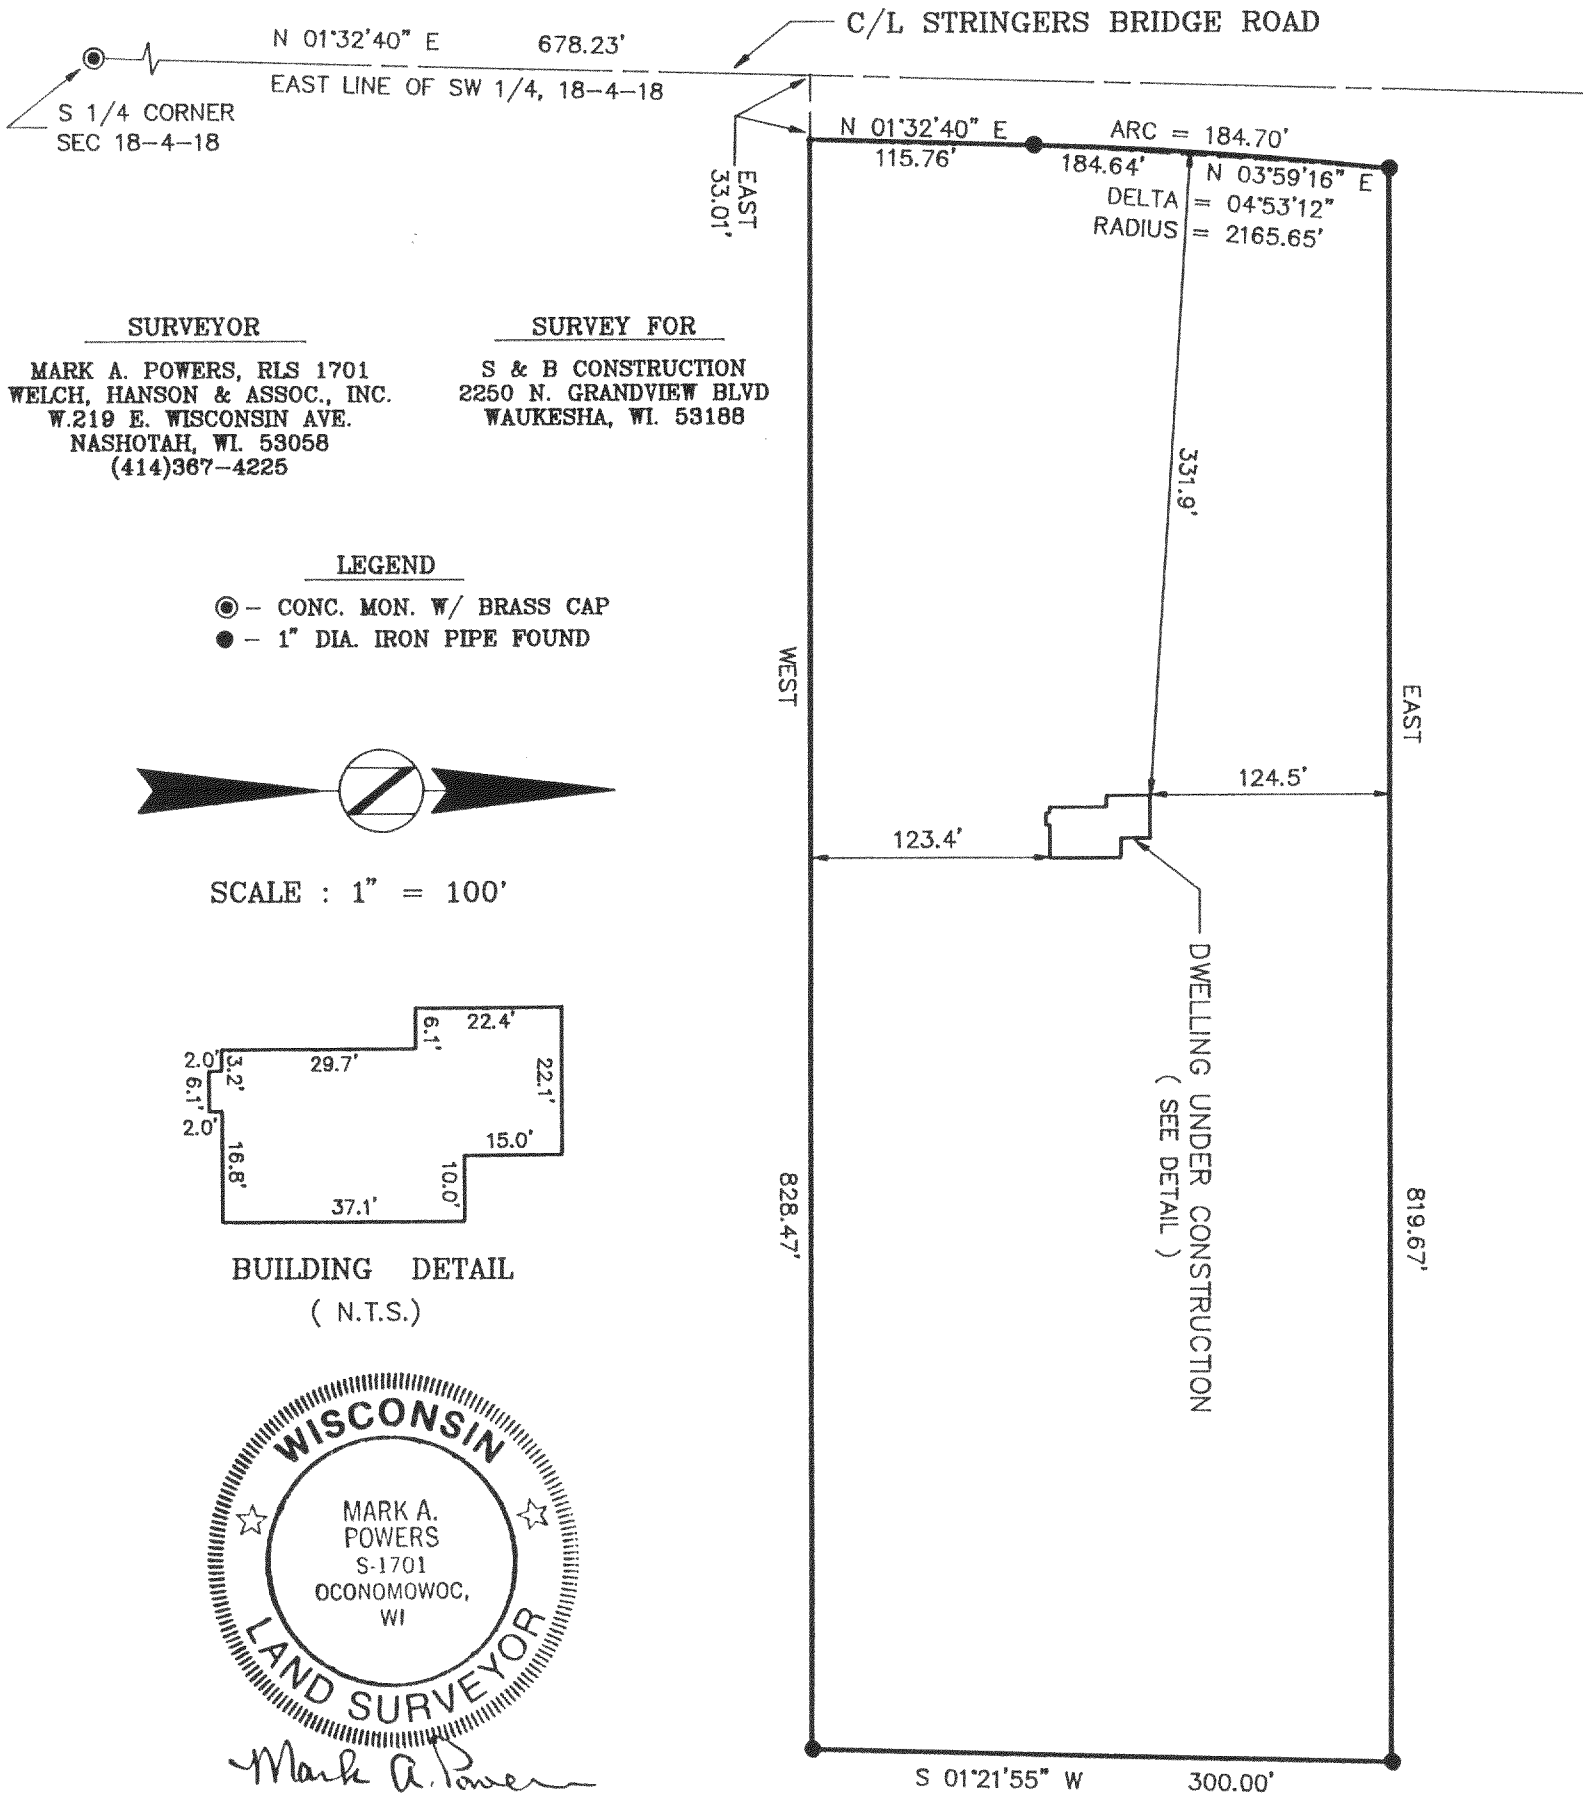 C/L STRINGERS BRIDGE ROAD
N 01°32'40" E 678.23'
EAST LINE OF SW 1/4, 18-4-18
S 1/4 CORNER
SEC 18-4-18
EAST
33.01'
N 01°32'40" E
115.76'
ARC = 184.70'
184.64'
N 03°59'16" E
DELTA = 04°53'12"
RADIUS = 2165.65'
SURVEYOR
MARK A. POWERS, RLS 1701
WELCH, HANSON & ASSOC., INC.
W.219 E. WISCONSIN AVE.
NASHOTAH, WI. 53058
(414)367-4225
SURVEY FOR
S & B CONSTRUCTION
2250 N. GRANDVIEW BLVD
WAUKESHA, WI. 53188
331.9'
LEGEND
- CONC. MON. W/ BRASS CAP
- 1" DIA. IRON PIPE FOUND
WEST
EAST
124.5'
123.4'
SCALE : 1" = 100'
DWELLING UNDER CONSTRUCTION
( SEE DETAIL )
828.47'
819.67'
22.4'
6.1'
29.7'
2.0'
3.2'
6.1'
2.0'
22.1'
15.0'
10.0'
16.8'
37.1'
BUILDING DETAIL
( N.T.S.)
WISCONSIN
MARK A.
POWERS
S-1701
OCONOMOWOC,
WI
LAND SURVEYOR
Mark A. Powers
S 01°21'55" W 300.00'